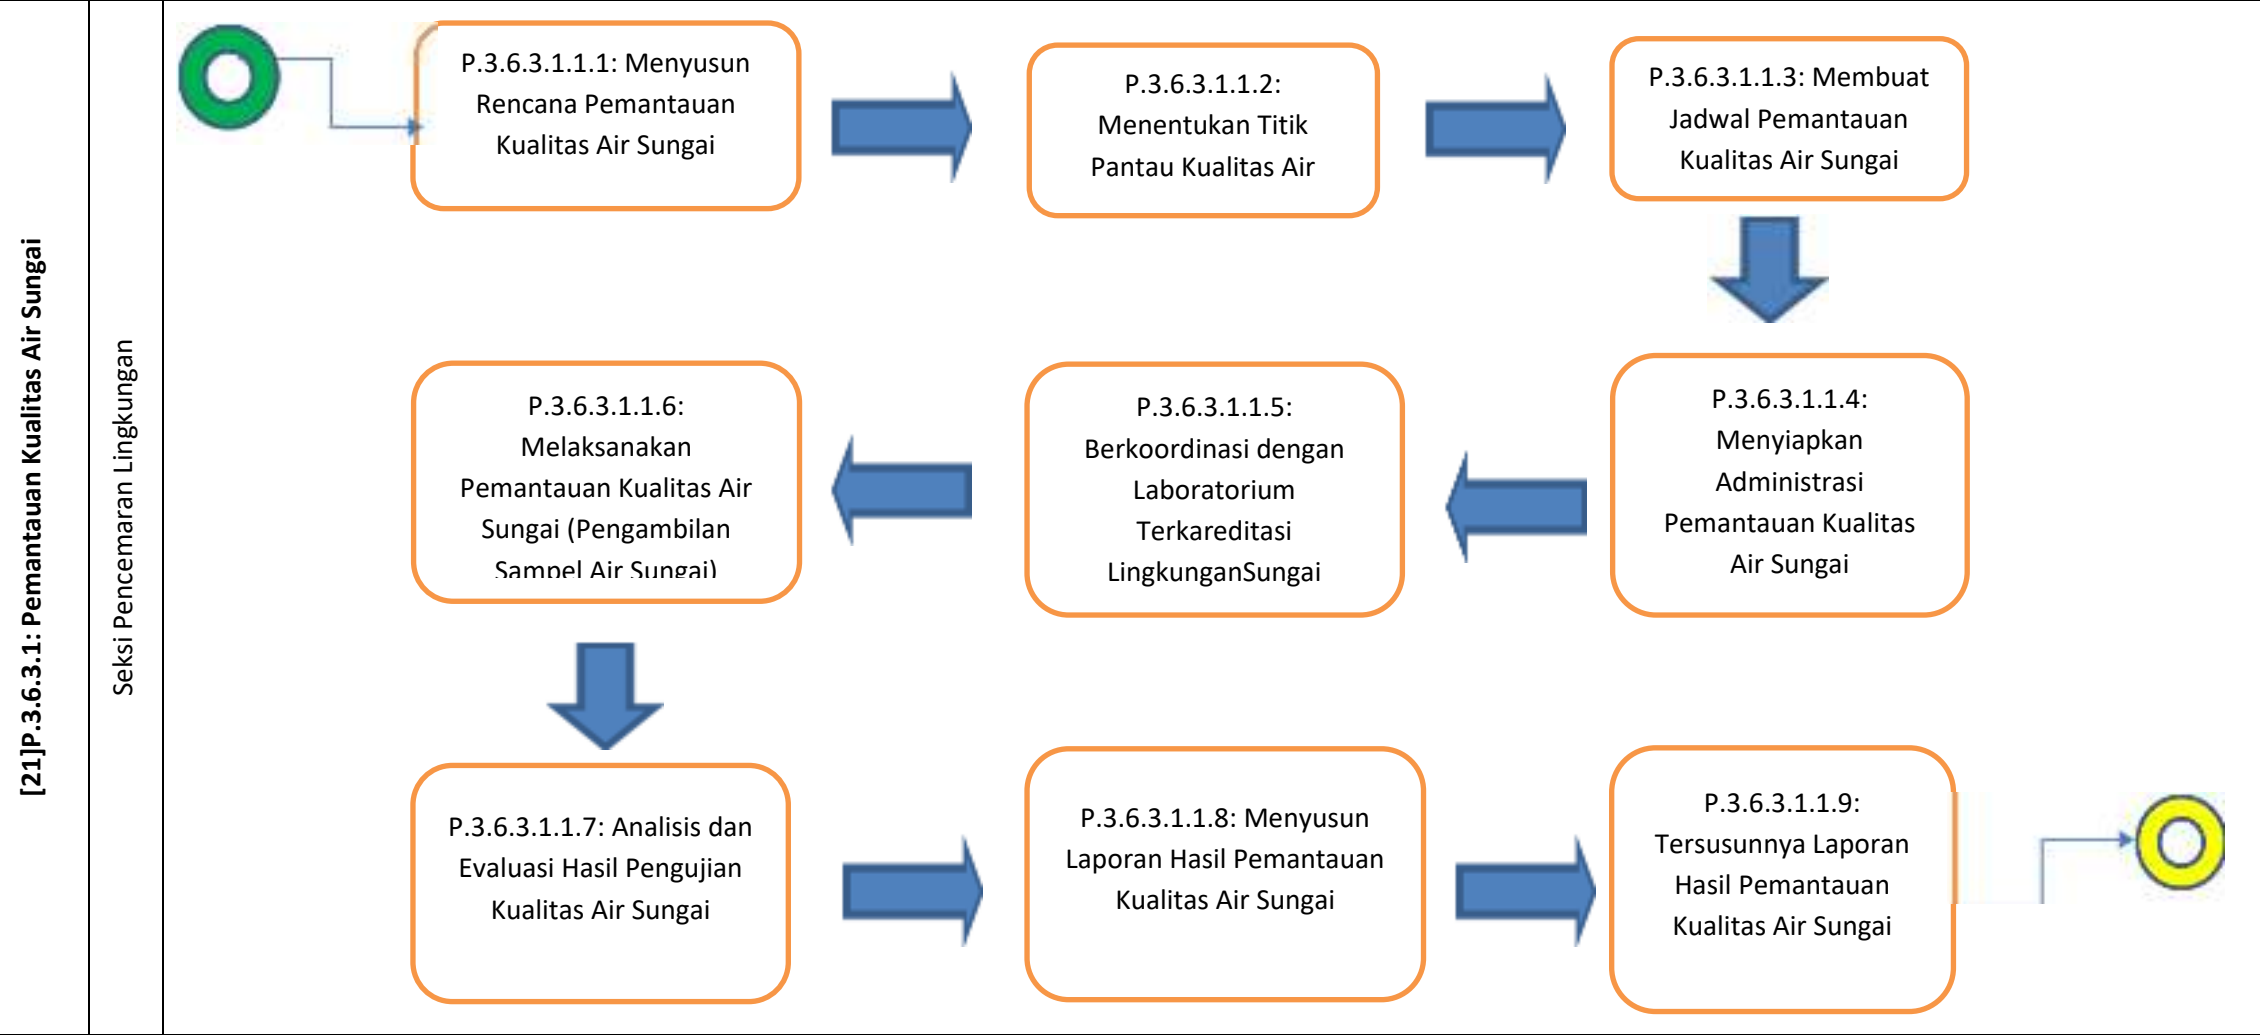 [21]P.3.6.3.1: Pemantauan Kualitas Air Sungai
Seksi Pencemaran Lingkungan
P.3.6.3.1.1.1: Menyusun
Rencana Pemantauan
Kualitas Air Sungai
P.3.6.3.1.1.2:
Menentukan Titik
Pantau Kualitas Air
P.3.6.3.1.1.3: Membuat
Jadwal Pemantauan
Kualitas Air Sungai
P.3.6.3.1.1.4:
Menyiapkan
Administrasi
Pemantauan Kualitas
Air Sungai
P.3.6.3.1.1.5:
Berkoordinasi dengan
Laboratorium
Terkareditasi
LingkunganSungai
P.3.6.3.1.1.6:
Melaksanakan
Pemantauan Kualitas Air
Sungai (Pengambilan
Sampel Air Sungai)
P.3.6.3.1.1.7: Analisis dan
Evaluasi Hasil Pengujian
Kualitas Air Sungai
P.3.6.3.1.1.8: Menyusun
Laporan Hasil Pemantauan
Kualitas Air Sungai
P.3.6.3.1.1.9:
Tersusunnya Laporan
Hasil Pemantauan
Kualitas Air Sungai